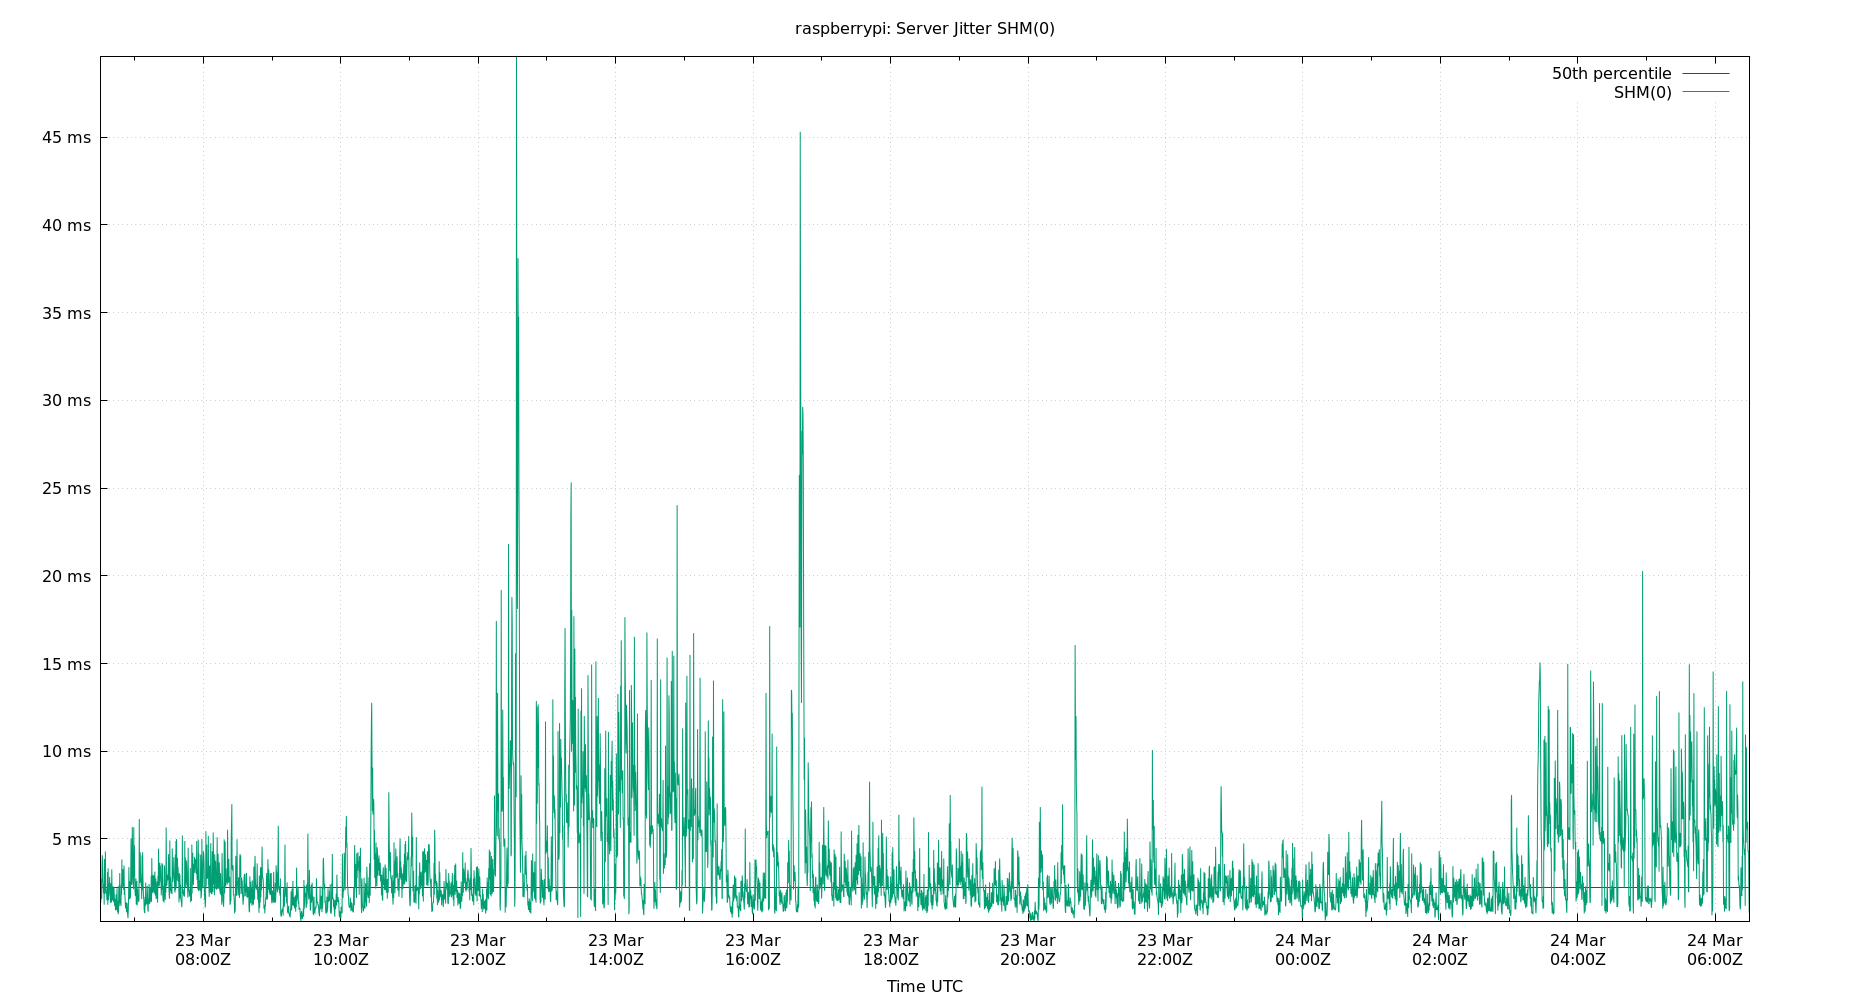 raspberrypi: Server Jitter SHM(0)
50th percentile
SHM(0)
45 ms
40 ms
35 ms
30 ms
25 ms
20 ms
15 ms
10 ms
5 ms
23 Mar 23 Mar 23 Mar 23 Mar 23 Mar 23 Mar 23 Mar 23 Mar 24 Mar 24 Mar 24 Mar 24 Mar
08:00Z 10:00Z 12:00Z 14:00Z 16:00Z 18:00Z 20:00Z 22:00Z 00:00Z 02:00Z 04:00Z 06:00Z
Time UTC